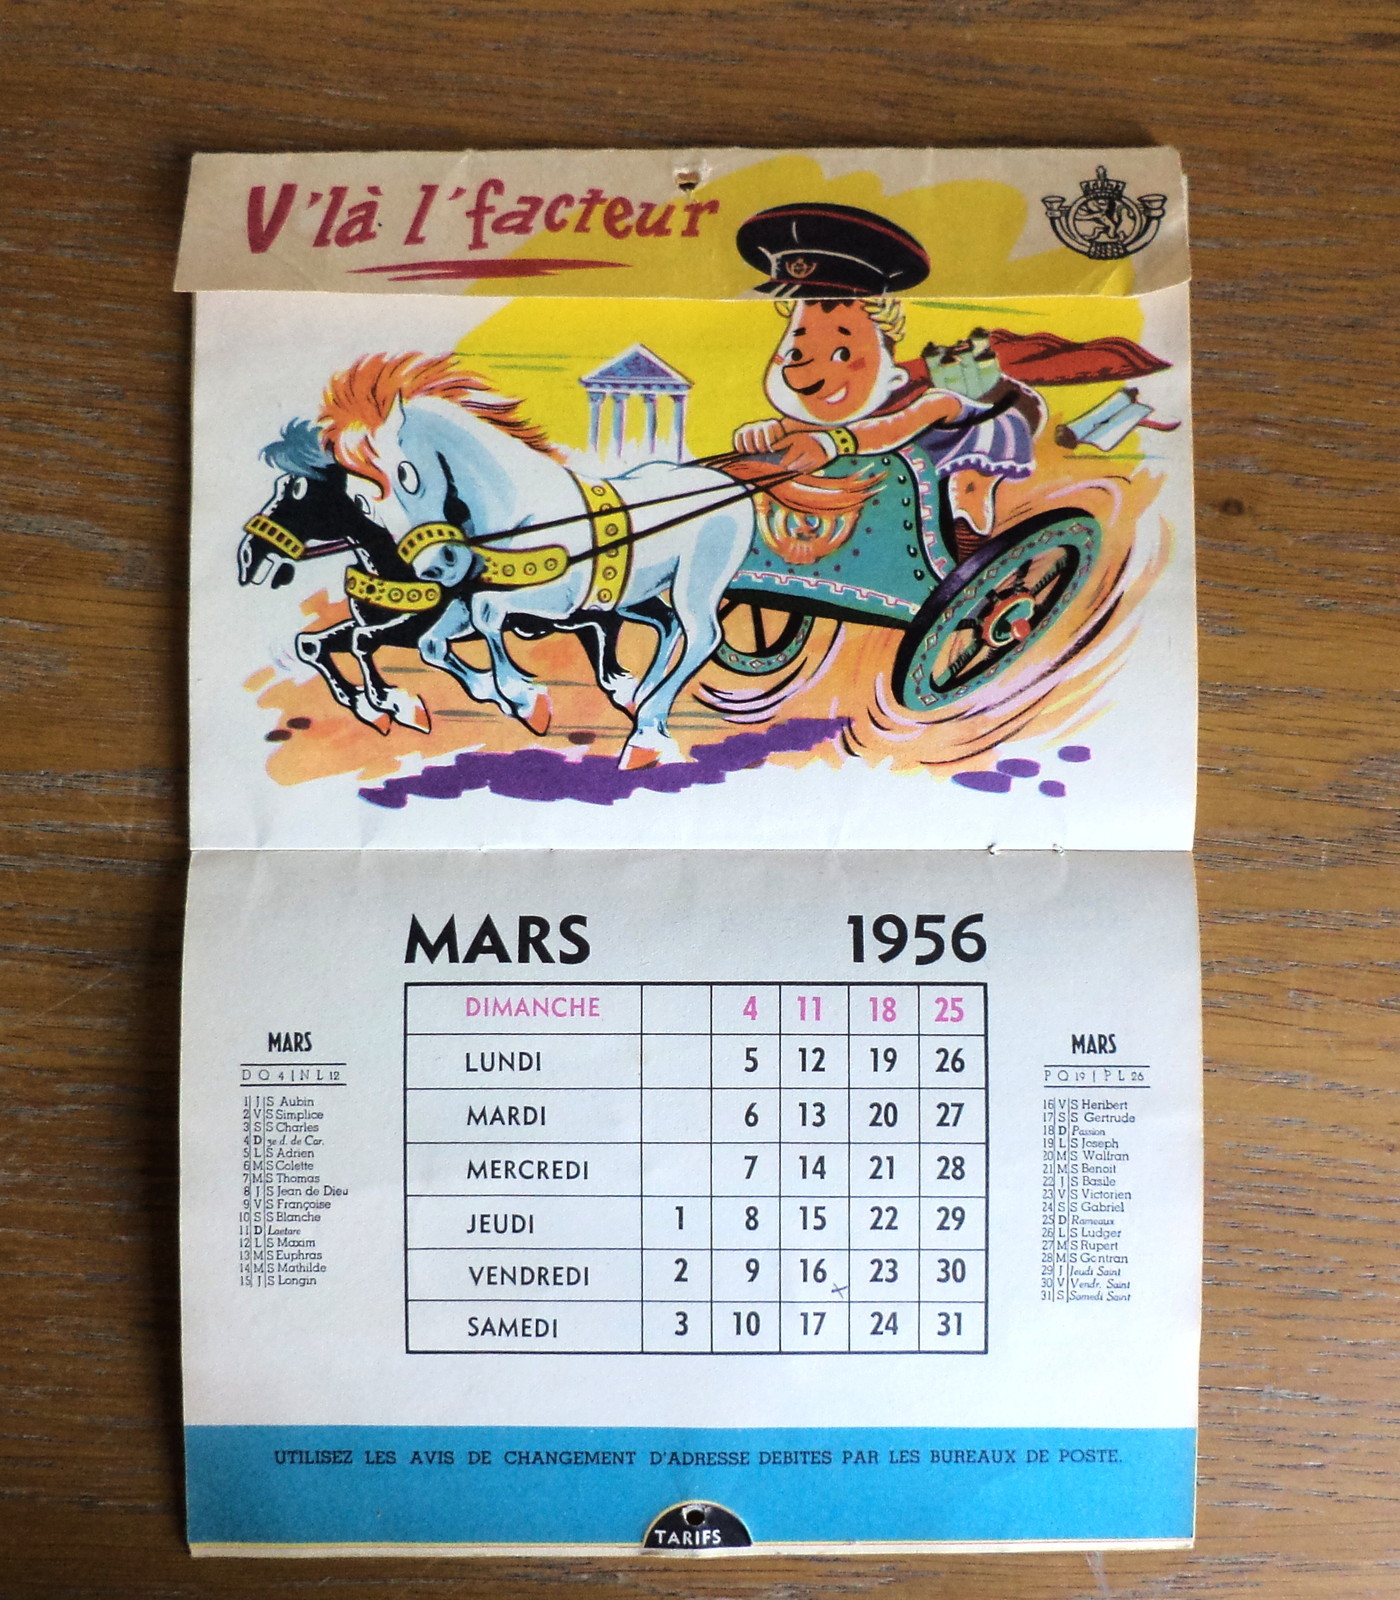 V'là l'facteur
MARS 1956
DIMANCHE 4 11 18 25
LUNDI 5 12 19 26
MARDI 6 13 20 27
MERCREDI 7 14 21 28
JEUDI 1 8 15 22 29
VENDREDI 2 9 16 23 30
SAMEDI 3 10 17 24 31
MARS
D Q 4 | N L 12
1 J S Aubin
2 V S Simplice
3 S S Charles
4 D 3e d. de Car.
5 L S Adrien
6 M S Colette
7 M S Thomas
8 J S Jean de Dieu
9 V S Françoise
10 S S Blanche
11 D Laetare
12 L S Maxim
13 M S Euphras
14 M S Mathilde
15 J S Longin
MARS
P Q 19 | P L 26
16 V S Heribert
17 S S Gertrude
18 D Passion
19 L S Joseph
20 M S Walfran
21 M S Benoit
22 J S Basile
23 V S Victorien
24 S S Gabriel
25 D Rameaux
26 L S Ludger
27 M S Rupert
28 M S Gontran
29 J Jeudi Saint
30 V Vendr. Saint
31 S Samedi Saint
UTILISEZ LES AVIS DE CHANGEMENT D'ADRESSE DEBITES PAR LES BUREAUX DE POSTE.
TARIFS